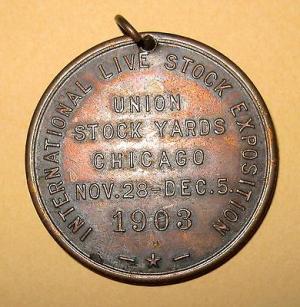 INTERNATIONAL LIVE STOCK EXPOSITION
UNION
STOCK YARDS
CHICAGO
NOV. 28-DEC. 5.
1903